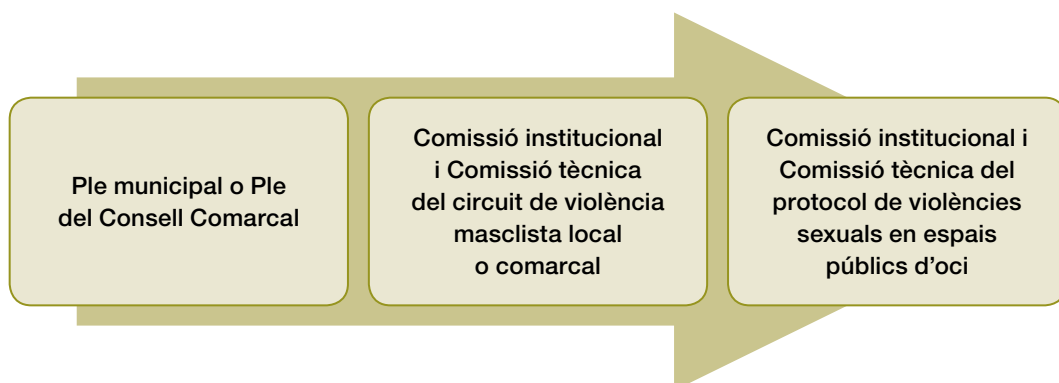 Ple municipal o Ple
del Consell Comarcal
Comissió institucional
i Comissió tècnica
del circuit de violència
masclista local
o comarcal
Comissió institucional i
Comissió tècnica del
protocol de violències
sexuals en espais
públics d’oci